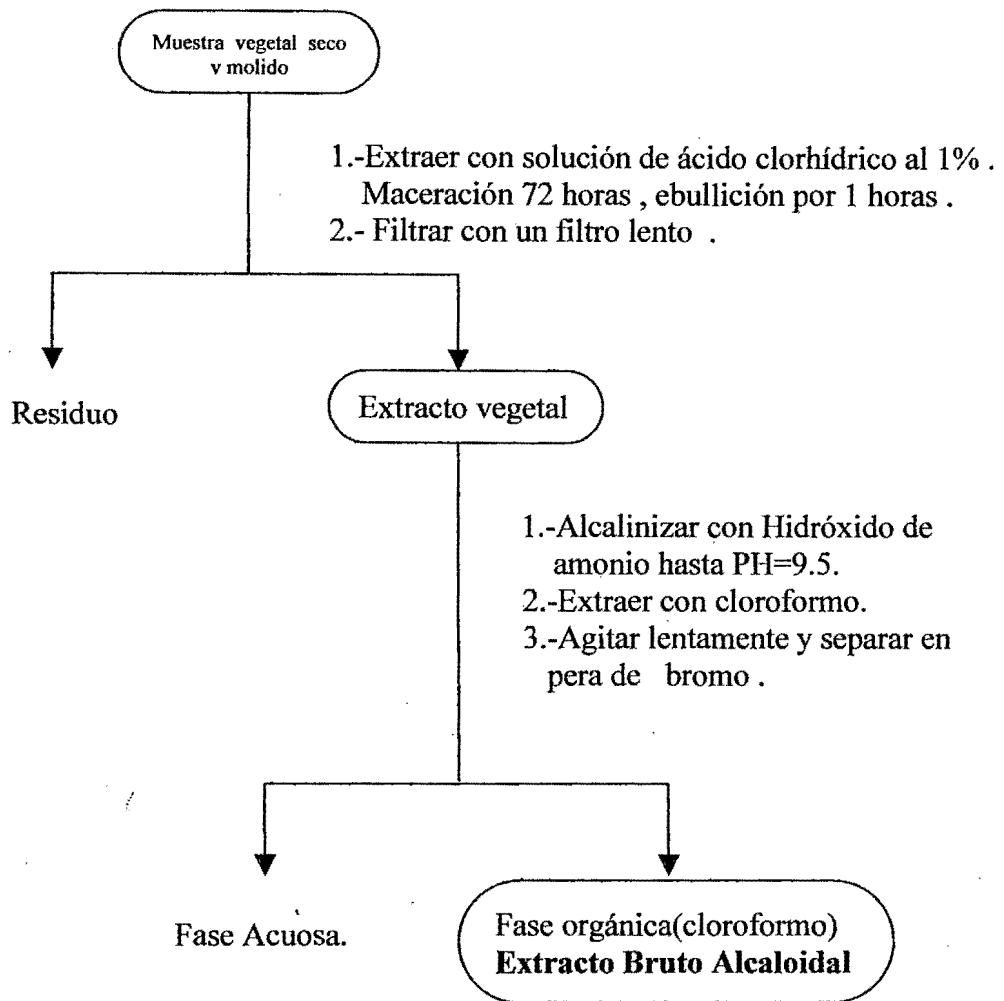 Muestra vegetal seco
y molido
1.-Extraer con solución de ácido clorhídrico al 1% .
Maceración 72 horas , ebullición por 1 horas .
2.- Filtrar con un filtro lento .
Residuo
Extracto vegetal
1.-Alcalinizar con Hidróxido de
amonio hasta PH=9.5.
2.-Extraer con cloroformo.
3.-Agitar lentamente y separar en
pera de bromo .
Fase Acuosa.
Fase orgánica(cloroformo)
Extracto Bruto Alcaloidal